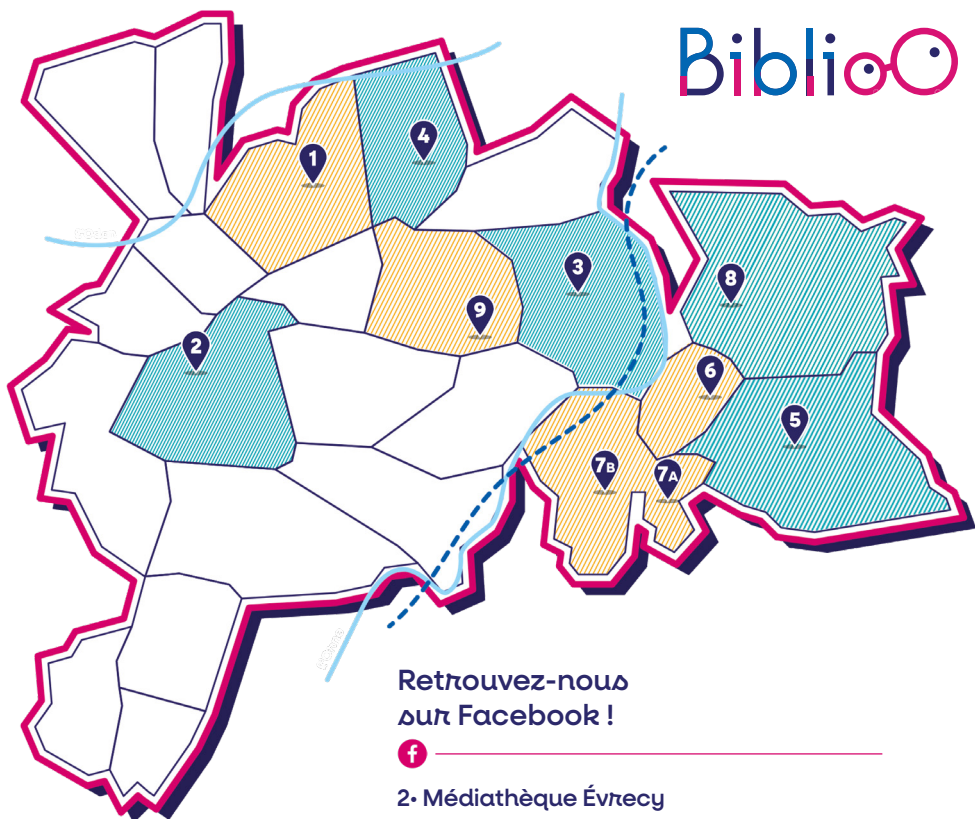 BiblioO
1
4
3
8
9
2
6
5
7B
7A
Retrouvez-nous
sur Facebook !
f
2• Médiathèque Évrecy